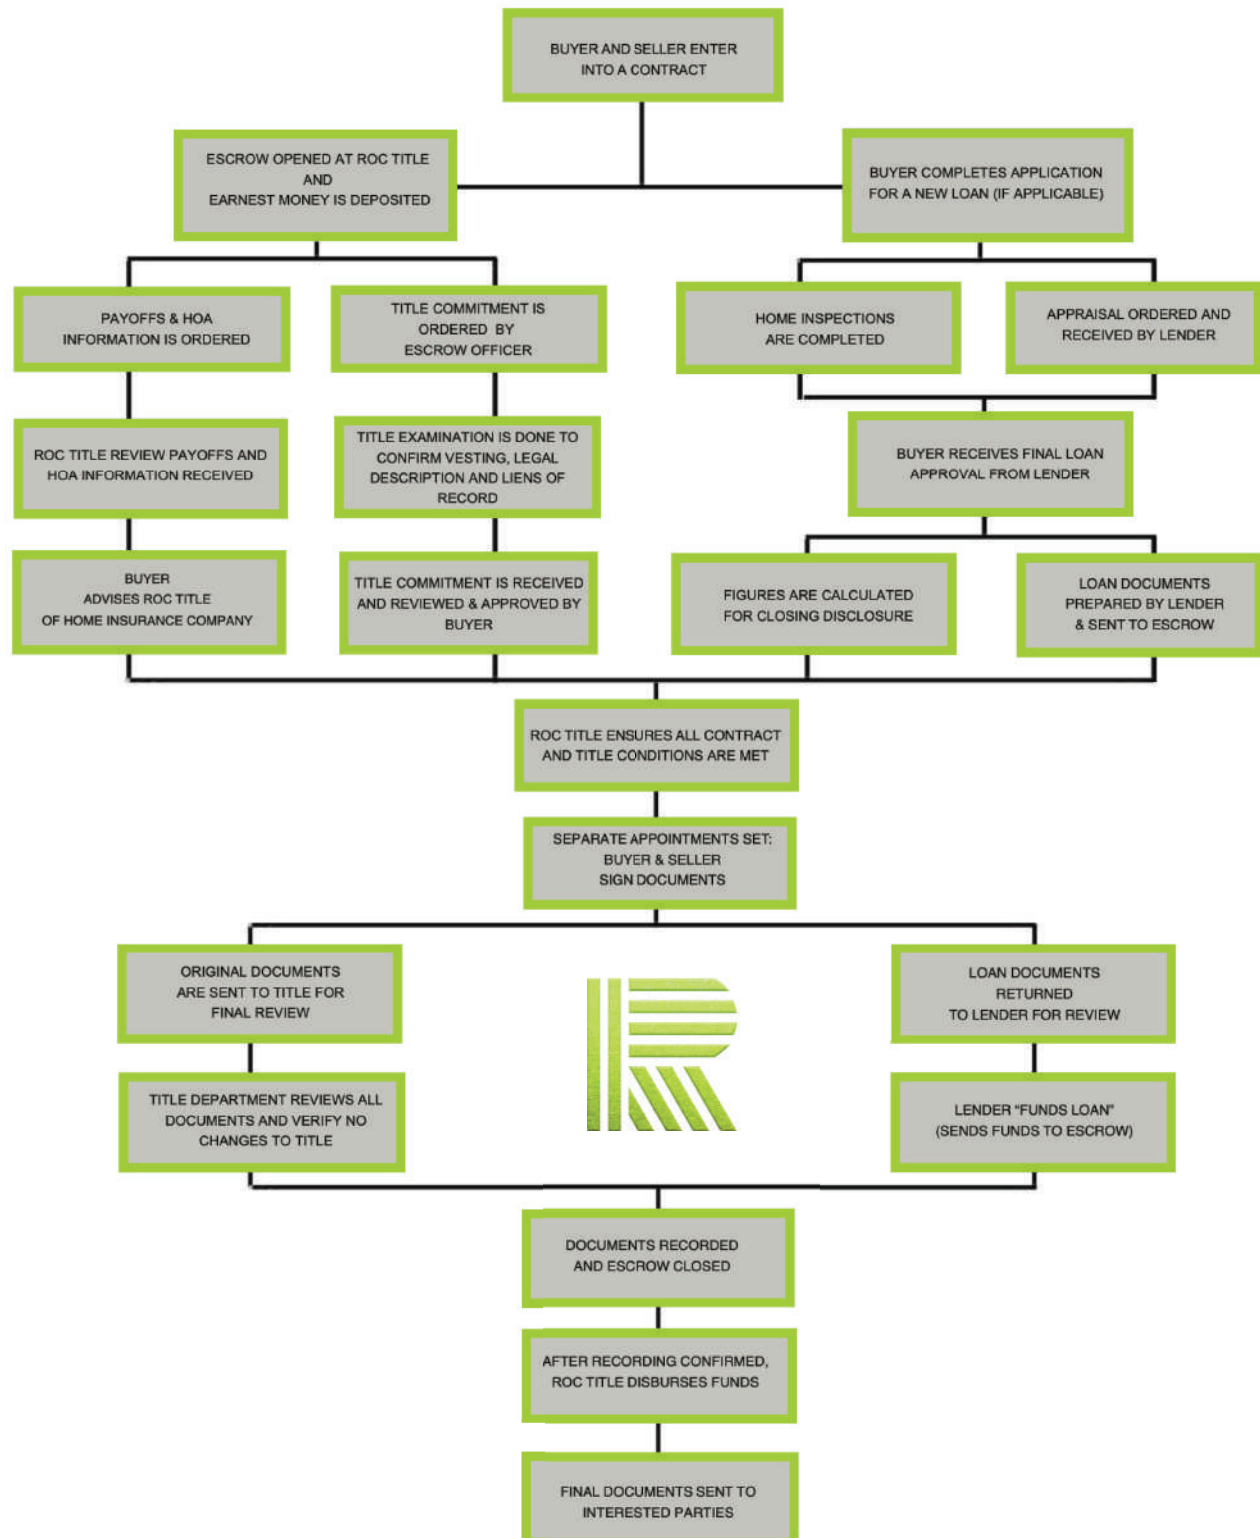 BUYER AND SELLER ENTER
INTO A CONTRACT
ESCROW OPENED AT ROC TITLE
AND
EARNEST MONEY IS DEPOSITED
BUYER COMPLETES APPLICATION
FOR A NEW LOAN (IF APPLICABLE)
PAYOFFS & HOA
INFORMATION IS ORDERED
TITLE COMMITMENT IS
ORDERED BY
ESCROW OFFICER
HOME INSPECTIONS
ARE COMPLETED
APPRAISAL ORDERED AND
RECEIVED BY LENDER
ROC TITLE REVIEW PAYOFFS AND
HOA INFORMATION RECEIVED
TITLE EXAMINATION IS DONE TO
CONFIRM VESTING, LEGAL
DESCRIPTION AND LIENS OF
RECORD
BUYER RECEIVES FINAL LOAN
APPROVAL FROM LENDER
BUYER
ADVISES ROC TITLE
OF HOME INSURANCE COMPANY
TITLE COMMITMENT IS RECEIVED
AND REVIEWED & APPROVED BY
BUYER
FIGURES ARE CALCULATED
FOR CLOSING DISCLOSURE
LOAN DOCUMENTS
PREPARED BY LENDER
& SENT TO ESCROW
ROC TITLE ENSURES ALL CONTRACT
AND TITLE CONDITIONS ARE MET
SEPARATE APPOINTMENTS SET:
BUYER & SELLER
SIGN DOCUMENTS
ORIGINAL DOCUMENTS
ARE SENT TO TITLE FOR
FINAL REVIEW
LOAN DOCUMENTS
RETURNED
TO LENDER FOR REVIEW
R
TITLE DEPARTMENT REVIEWS ALL
DOCUMENTS AND VERIFY NO
CHANGES TO TITLE
LENDER “FUNDS LOAN”
(SENDS FUNDS TO ESCROW)
DOCUMENTS RECORDED
AND ESCROW CLOSED
AFTER RECORDING CONFIRMED,
ROC TITLE DISBURSES FUNDS
FINAL DOCUMENTS SENT TO
INTERESTED PARTIES